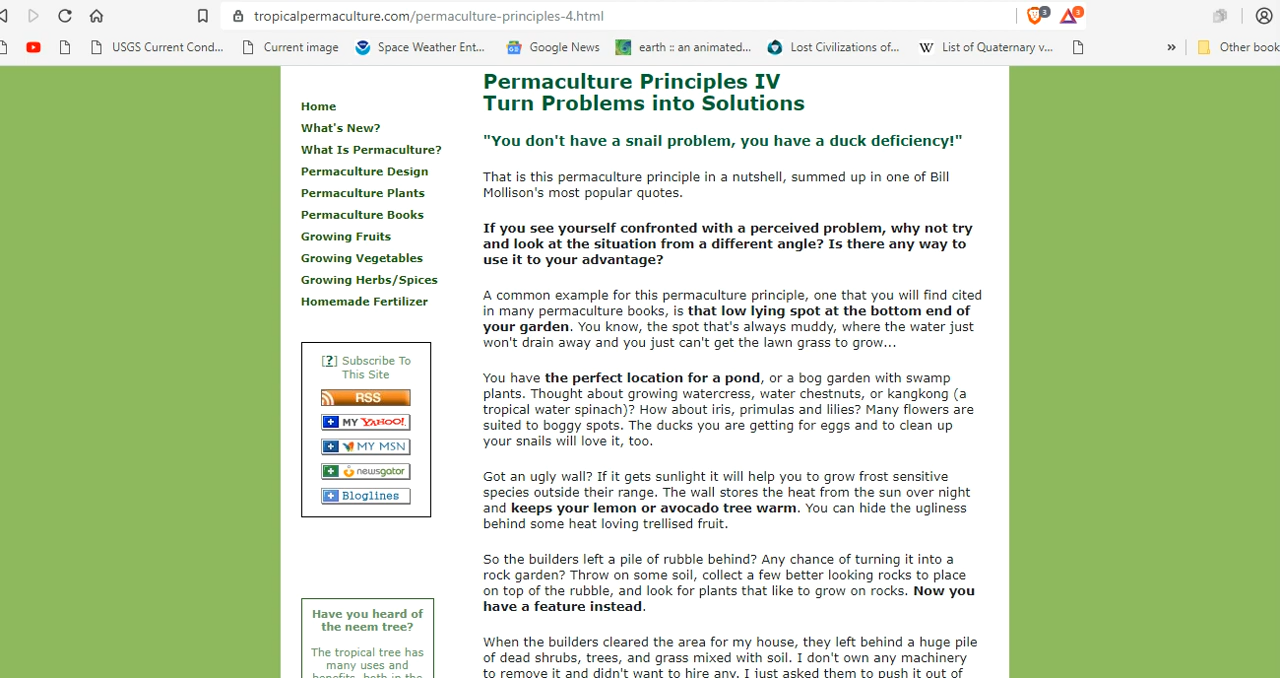 tropicalpermaculture.com/permaculture-principles-4.html
3
3
USGS Current Cond...
Current image
Space Weather Ent...
Google News
earth :: an animated...
Lost Civilizations of...
W List of Quaternary v...
»
Other book
Permaculture Principles IV
Turn Problems into Solutions
Home
What's New?
What Is Permaculture?
Permaculture Design
Permaculture Plants
Permaculture Books
Growing Fruits
Growing Vegetables
Growing Herbs/Spices
Homemade Fertilizer
[?] Subscribe To
This Site
RSS
MY YAHOO!
MY MSN
newsgator
Bloglines
Have you heard of
the neem tree?
The tropical tree has
many uses and
benefits, both in the
"You don't have a snail problem, you have a duck deficiency!"
That is this permaculture principle in a nutshell, summed up in one of Bill
Mollison's most popular quotes.
If you see yourself confronted with a perceived problem, why not try
and look at the situation from a different angle? Is there any way to
use it to your advantage?
A common example for this permaculture principle, one that you will find cited
in many permaculture books, is that low lying spot at the bottom end of
your garden. You know, the spot that's always muddy, where the water just
won't drain away and you just can't get the lawn grass to grow...
You have the perfect location for a pond, or a bog garden with swamp
plants. Thought about growing watercress, water chestnuts, or kangkong (a
tropical water spinach)? How about iris, primulas and lilies? Many flowers are
suited to boggy spots. The ducks you are getting for eggs and to clean up
your snails will love it, too.
Got an ugly wall? If it gets sunlight it will help you to grow frost sensitive
species outside their range. The wall stores the heat from the sun over night
and keeps your lemon or avocado tree warm. You can hide the ugliness
behind some heat loving trellised fruit.
So the builders left a pile of rubble behind? Any chance of turning it into a
rock garden? Throw on some soil, collect a few better looking rocks to place
on top of the rubble, and look for plants that like to grow on rocks. Now you
have a feature instead.
When the builders cleared the area for my house, they left behind a huge pile
of dead shrubs, trees, and grass mixed with soil. I don't own any machinery
to remove it and didn't want to hire any. I just asked them to push it out of